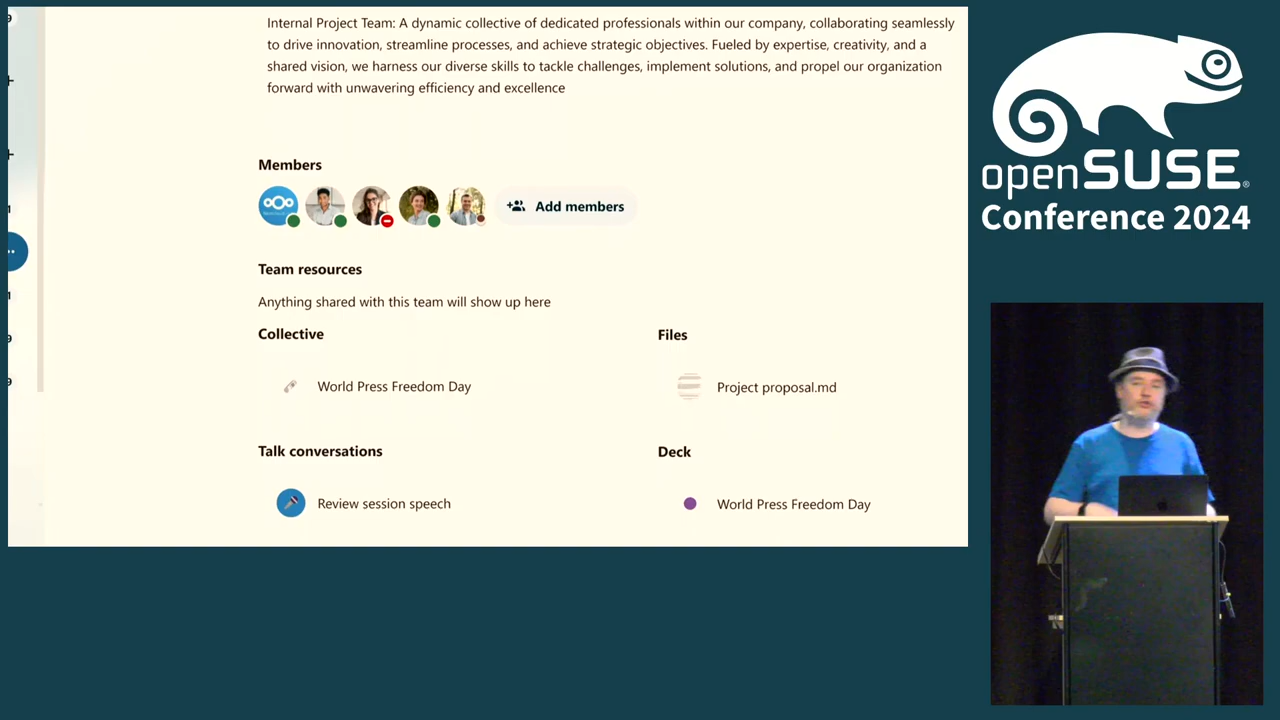 Internal Project Team: A dynamic collective of dedicated professionals within our company, collaborating seamlessly
to drive innovation, streamline processes, and achieve strategic objectives. Fueled by expertise, creativity, and a
shared vision, we harness our diverse skills to tackle challenges, implement solutions, and propel our organization
forward with unwavering efficiency and excellence
Members
Add members
Team resources
Anything shared with this team will show up here
Collective
Files
World Press Freedom Day
Project proposal.md
Talk conversations
Deck
Review session speech
World Press Freedom Day
openSUSE
Conference 2024